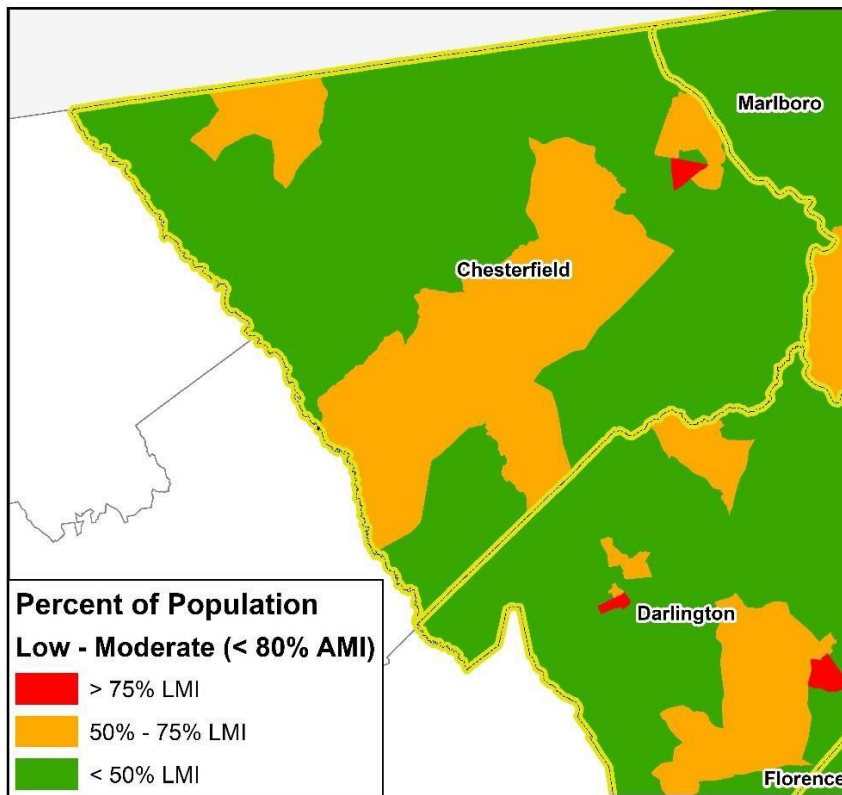 Marlboro
Chesterfield
Darlington
Florence
Percent of Population
Low - Moderate (< 80% AMI)
> 75% LMI
50% - 75% LMI
< 50% LMI